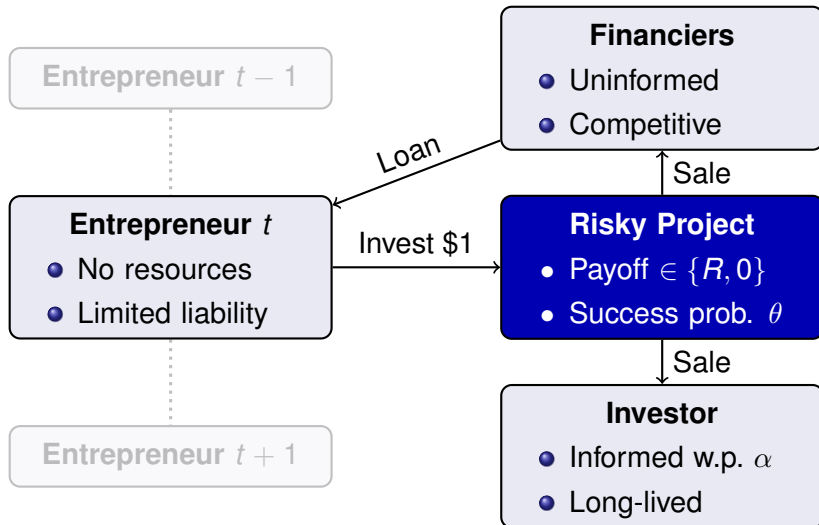 Entrepreneur t − 1
Financiers
Uninformed
Competitive
Loan
Sale
Entrepreneur t
No resources
Limited liability
Invest $1
Risky Project
Payoff ∈ {R, 0}
Success prob. θ
Sale
Entrepreneur t + 1
Investor
Informed w.p. α
Long-lived